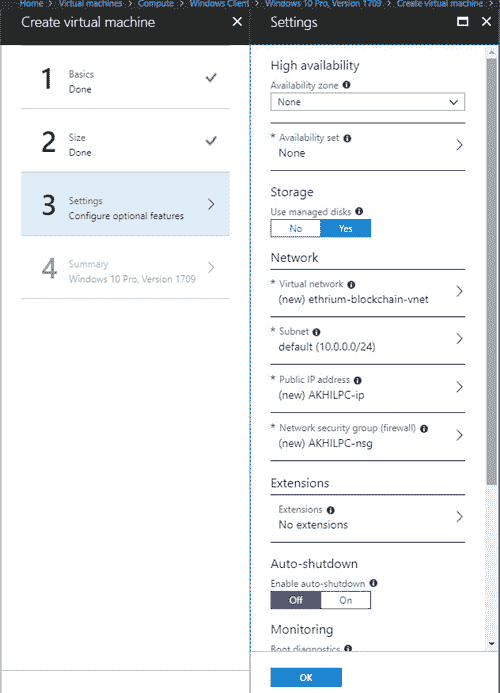 Home > Virtual machines > Compute > Windows Client > Windows 10 Pro, Version 1709 > Create virtual machine >
Create virtual machine
1
Basics
Done
2
Size
Done
3
Settings
Configure optional features
4
Summary
Windows 10 Pro, Version 1709
Settings
High availability
Availability zone
None
* Availability set
None
Storage
Use managed disks
No Yes
Network
* Virtual network
(new) ethrium-blockchain-vnet
* Subnet
default (10.0.0.0/24)
* Public IP address
(new) AKHILPC-ip
* Network security group (firewall)
(new) AKHILPC-nsg
Extensions
Extensions
No extensions
Auto-shutdown
Enable auto-shutdown
Off On
Monitoring
Boot diagnostics
OK